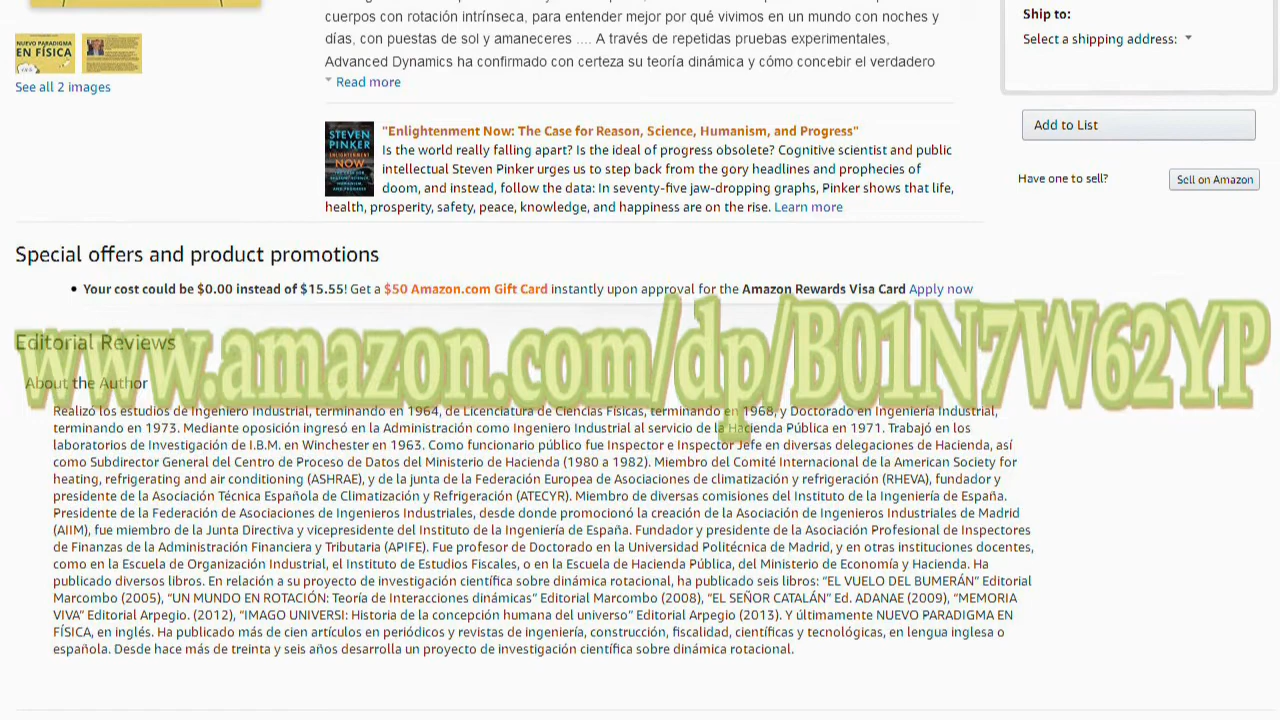 cuerpos con rotación intrínseca, para entender mejor por qué vivimos en un mundo con noches y
días, con puestas de sol y amaneceres .... A través de repetidas pruebas experimentales,
Advanced Dynamics ha confirmado con certeza su teoría dinámica y cómo concebir el verdadero
Read more
NUEVO PARADIGMA
EN FÍSICA
See all 2 images
Ship to:
Select a shipping address:
Add to List
Have one to sell?
Sell on Amazon
STEVEN
PINKER
ENLIGHTENMENT
NOW
"Enlightenment Now: The Case for Reason, Science, Humanism, and Progress"
Is the world really falling apart? Is the ideal of progress obsolete? Cognitive scientist and public
intellectual Steven Pinker urges us to step back from the gory headlines and prophecies of
doom, and instead, follow the data: In seventy-five jaw-dropping graphs, Pinker shows that life,
health, prosperity, safety, peace, knowledge, and happiness are on the rise. Learn more
Special offers and product promotions
Your cost could be $0.00 instead of $15.55! Get a $50 Amazon.com Gift Card instantly upon approval for the Amazon Rewards Visa Card Apply now
www.amazon.com/dp/B01N7W62YP
Editorial Reviews
About the Author
Realizó los estudios de Ingeniero Industrial, terminando en 1964, de Licenciatura de Ciencias Físicas, terminando en 1968, y Doctorado en Ingeniería Industrial,
terminando en 1973. Mediante oposición ingresó en la Administración como Ingeniero Industrial al servicio de la Hacienda Pública en 1971. Trabajó en los
laboratorios de Investigación de I.B.M. en Winchester en 1963. Como funcionario público fue Inspector e Inspector Jefe en diversas delegaciones de Hacienda, así
como Subdirector General del Centro de Proceso de Datos del Ministerio de Hacienda (1980 a 1982). Miembro del Comité Internacional de la American Society for
heating, refrigerating and air conditioning (ASHRAE), y de la junta de la Federación Europea de Asociaciones de climatización y refrigeración (RHEVA), fundador y
presidente de la Asociación Técnica Española de Climatización y Refrigeración (ATECYR). Miembro de diversas comisiones del Instituto de la Ingeniería de España.
Presidente de la Federación de Asociaciones de Ingenieros Industriales, desde donde promocionó la creación de la Asociación de Ingenieros Industriales de Madrid
(AIIM), fue miembro de la Junta Directiva y vicepresidente del Instituto de la Ingeniería de España. Fundador y presidente de la Asociación Profesional de Inspectores
de Finanzas de la Administración Financiera y Tributaria (APIFE). Fue profesor de Doctorado en la Universidad Politécnica de Madrid, y en otras instituciones docentes,
como en la Escuela de Organización Industrial, el Instituto de Estudios Fiscales, o en la Escuela de Hacienda Pública, del Ministerio de Economía y Hacienda. Ha
publicado diversos libros. En relación a su proyecto de investigación científica sobre dinámica rotacional, ha publicado seis libros: “EL VUELO DEL BUMERÁN” Editorial
Marcombo (2005), “UN MUNDO EN ROTACIÓN: Teoría de Interacciones dinámicas” Editorial Marcombo (2008), “EL SEÑOR CATALÁN” Ed. ADANAE (2009), “MEMORIA
VIVA” Editorial Arpegio. (2012), “IMAGO UNIVERSI: Historia de la concepción humana del universo” Editorial Arpegio (2013). Y últimamente NUEVO PARADIGMA EN
FÍSICA, en inglés. Ha publicado más de cien artículos en periódicos y revistas de ingeniería, construcción, fiscalidad, científicas y tecnológicas, en lengua inglesa o
española. Desde hace más de treinta y seis años desarrolla un proyecto de investigación científica sobre dinámica rotacional.